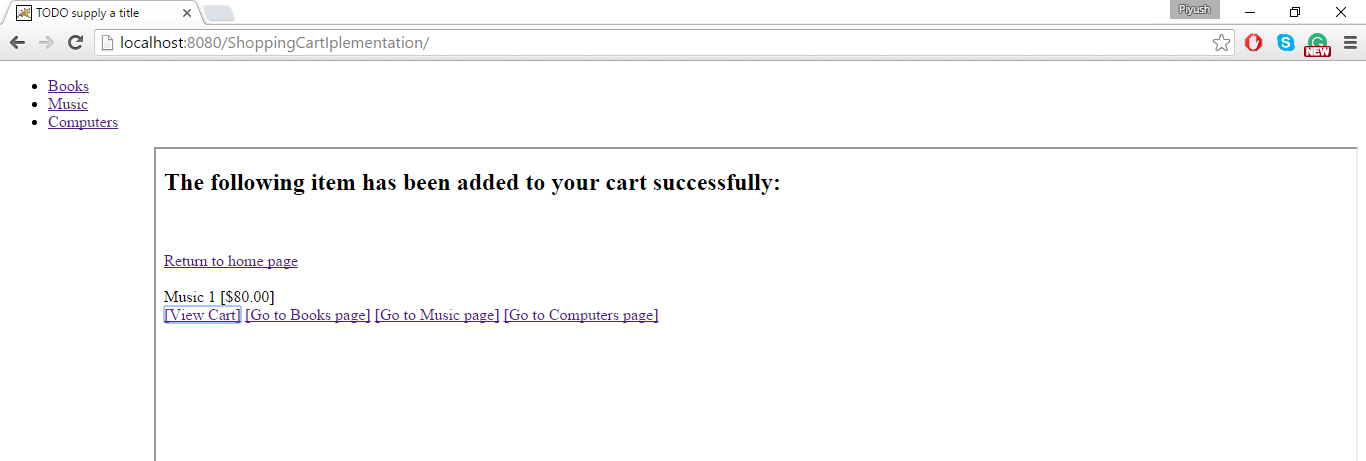 TODO supply a title
Piyush
localhost:8080/ShoppingCartIplementation/
NEW
Books
Music
Computers
The following item has been added to your cart successfully:
Return to home page
Music 1 [$80.00]
[View Cart] [Go to Books page] [Go to Music page] [Go to Computers page]